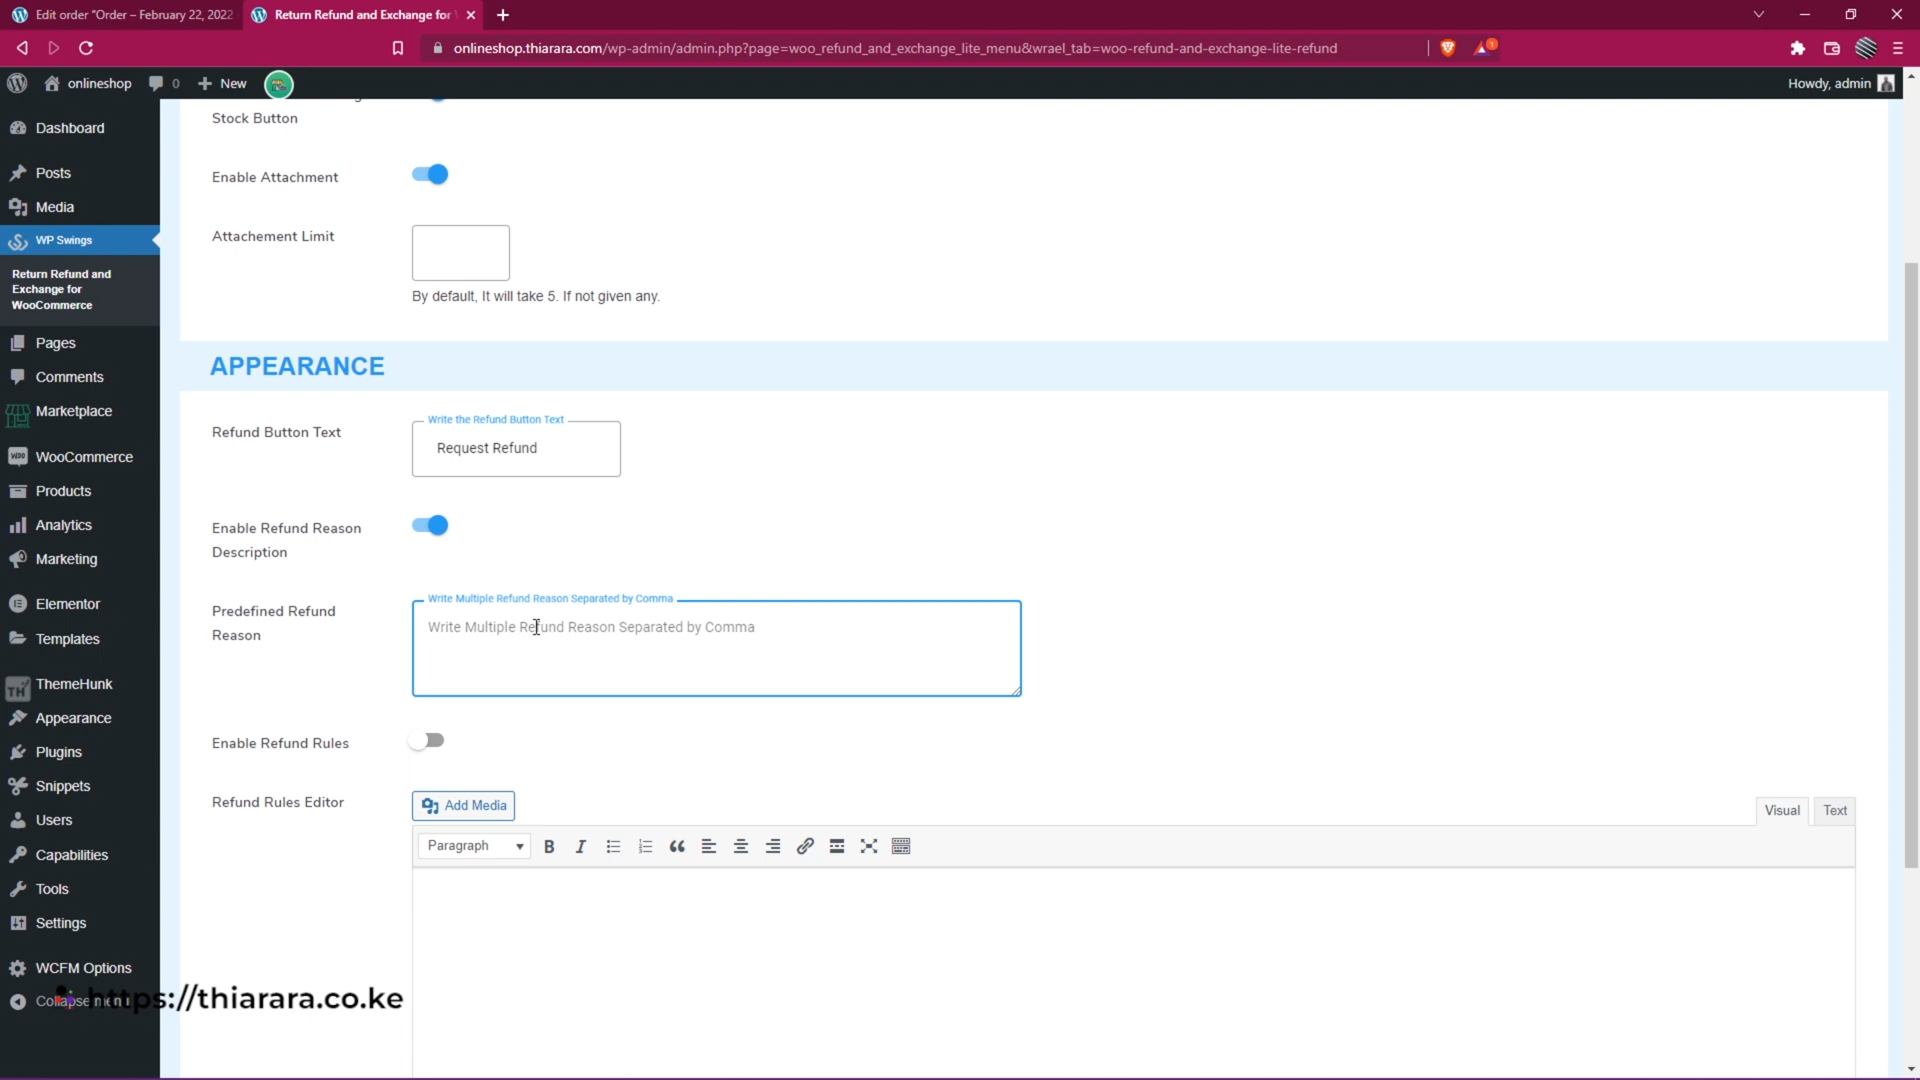 Edit order "Order – February 22, 2022
Return Refund and Exchange for
onlineshop.thiarara.com/wp-admin/admin.php?page=woo_refund_and_exchange_lite_menu&wrael_tab=woo-refund-and-exchange-lite-refund
1
onlineshop
0
New
Howdy, admin
Dashboard
Posts
Media
WP Swings
Return Refund and
Exchange for
WooCommerce
Pages
Comments
Marketplace
WooCommerce
Products
Analytics
Marketing
Elementor
Templates
ThemeHunk
Appearance
Plugins
Snippets
Users
Capabilities
Tools
Settings
WCFM Options
Collapse menu
https://thiarara.co.ke
Stock Button
Enable Attachment
Attachement Limit
By default, It will take 5. If not given any.
APPEARANCE
Refund Button Text
Write the Refund Button Text
Request Refund
Enable Refund Reason
Description
Predefined Refund
Reason
Write Multiple Refund Reason Separated by Comma
Write Multiple Refund Reason Separated by Comma
Enable Refund Rules
Refund Rules Editor
Add Media
Visual
Text
Paragraph